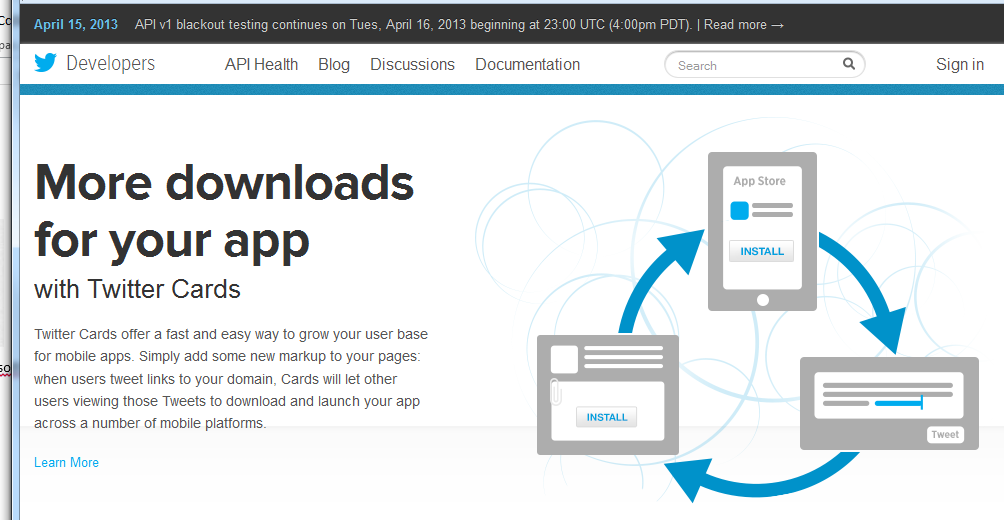 April 15, 2013 API v1 blackout testing continues on Tues, April 16, 2013 beginning at 23:00 UTC (4:00pm PDT). | Read more →
Developers API Health Blog Discussions Documentation Search Sign in
More downloads
for your app
with Twitter Cards
Twitter Cards offer a fast and easy way to grow your user base
for mobile apps. Simply add some new markup to your pages:
when users tweet links to your domain, Cards will let other
users viewing those Tweets to download and launch your app
across a number of mobile platforms.
Learn More
App Store
INSTALL
INSTALL
Tweet